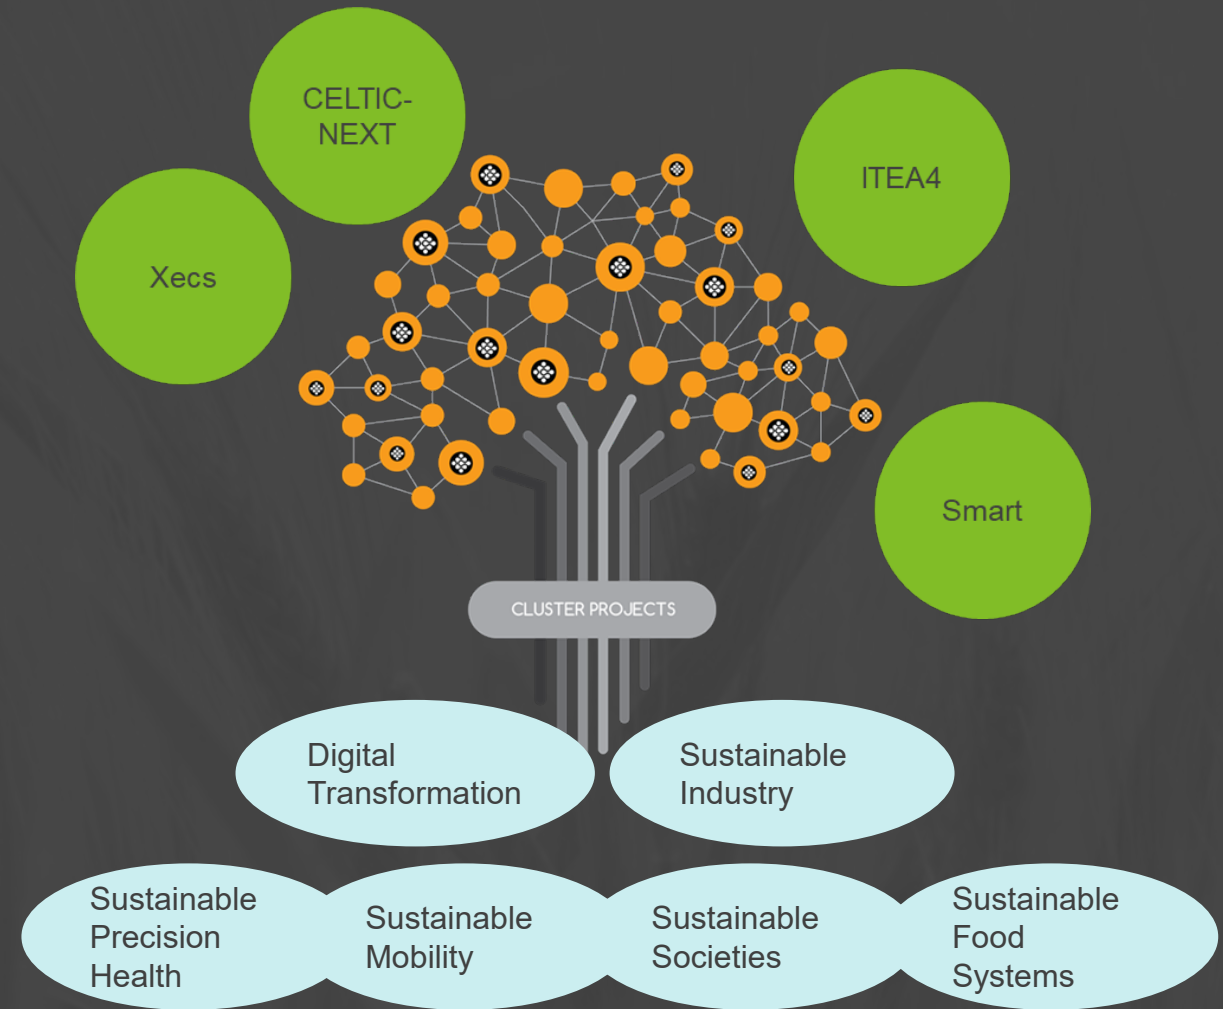 CELTIC-
NEXT
ITEA4
Xecs
Smart
CLUSTER PROJECTS
Digital
Transformation
Sustainable
Industry
Sustainable
Precision
Health
Sustainable
Mobility
Sustainable
Societies
Sustainable
Food
Systems